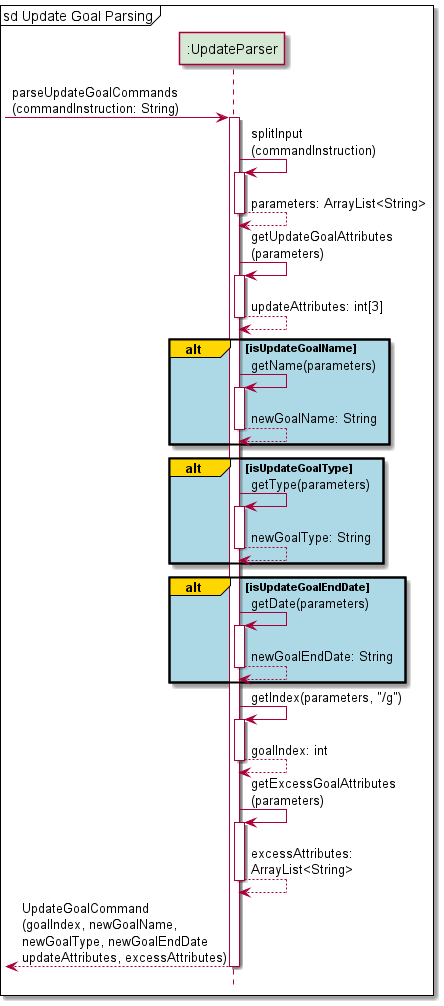 sd Update Goal Parsing
:UpdateParser
parseUpdateGoalCommands
(commandInstruction: String)
splitInput
(commandInstruction)
parameters: ArrayList<String>
getUpdateGoalAttributes
(parameters)
updateAttributes: int[3]
alt [isUpdateGoalName]
getName(parameters)
newGoalName: String
alt [isUpdateGoalType]
getType(parameters)
newGoalType: String
alt [isUpdateGoalEndDate]
getDate(parameters)
newGoalEndDate: String
getIndex(parameters, "/g")
goalIndex: int
getExcessGoalAttributes
(parameters)
excessAttributes:
ArrayList<String>
UpdateGoalCommand
(goalIndex, newGoalName,
newGoalType, newGoalEndDate
updateAttributes, excessAttributes)